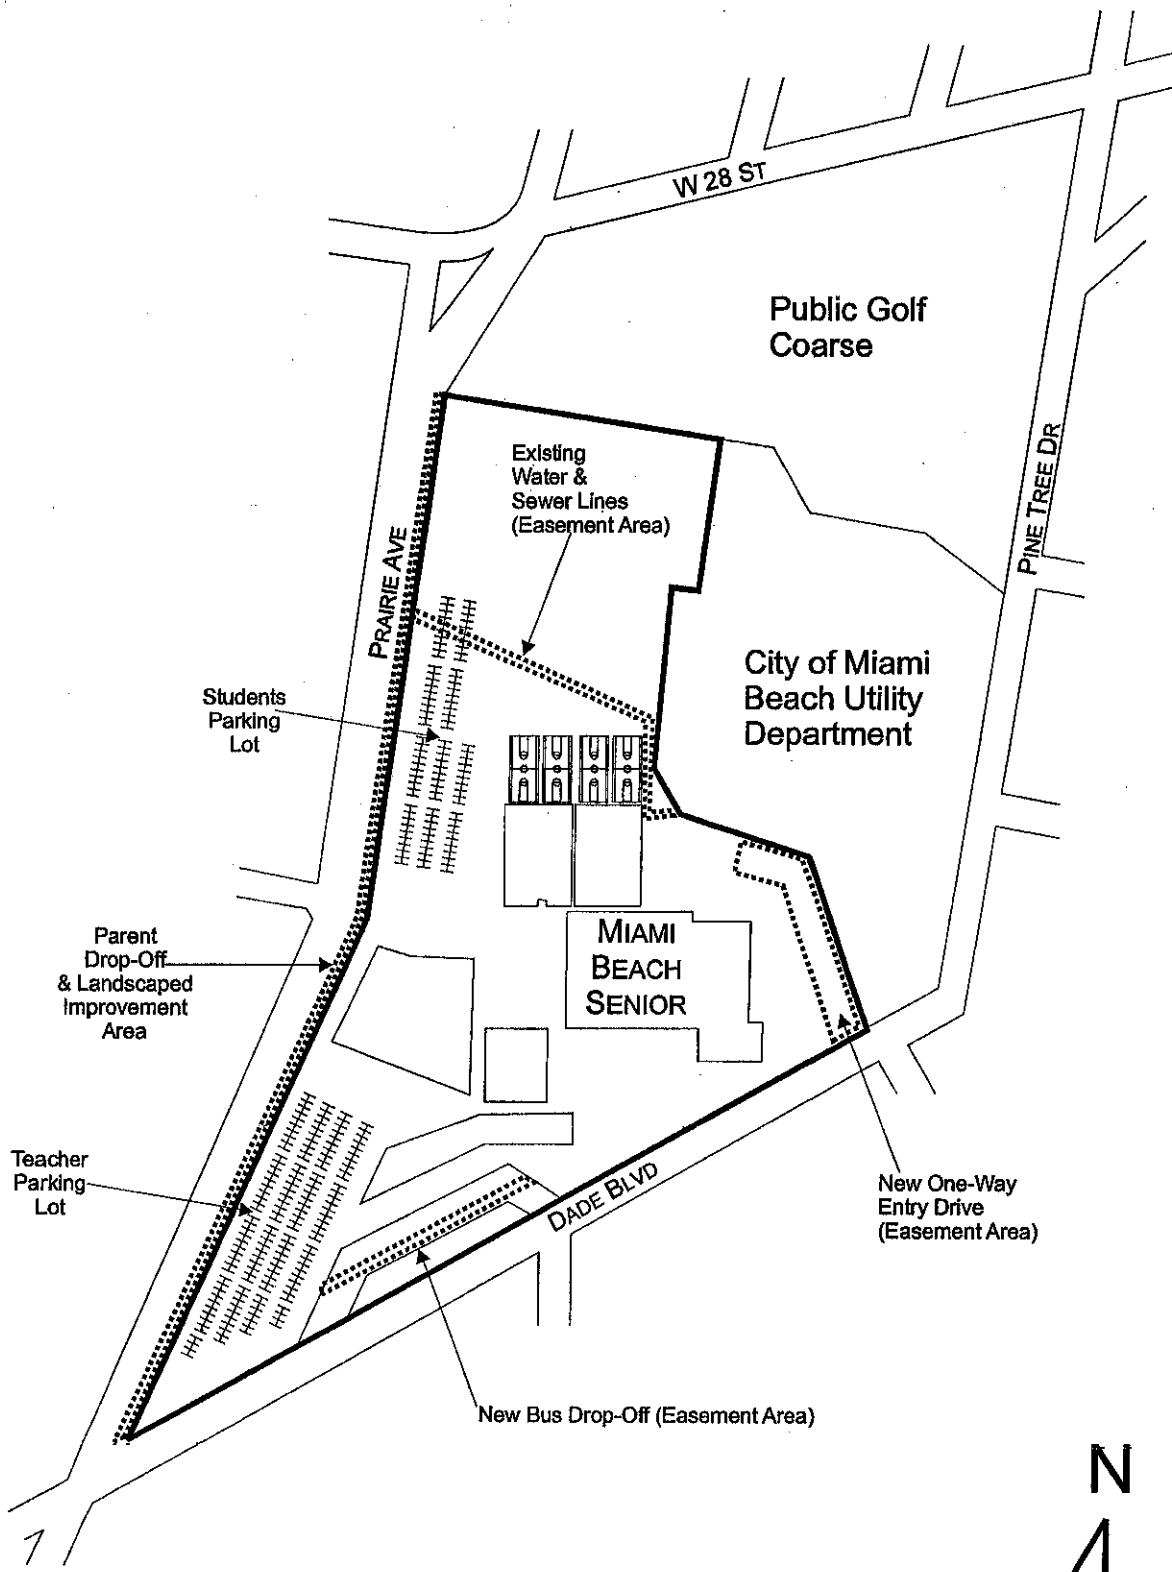 W 28 ST
Public Golf
Coarse
PINE TREE DR
Existing
Water &
Sewer Lines
(Easement Area)
PRAIRIE AVE
City of Miami
Beach Utility
Department
Students
Parking
Lot
Parent
Drop-Off
& Landscaped
Improvement
Area
MIAMI
BEACH
SENIOR
Teacher
Parking
Lot
DADE BLVD
New One-Way
Entry Drive
(Easement Area)
New Bus Drop-Off (Easement Area)
N